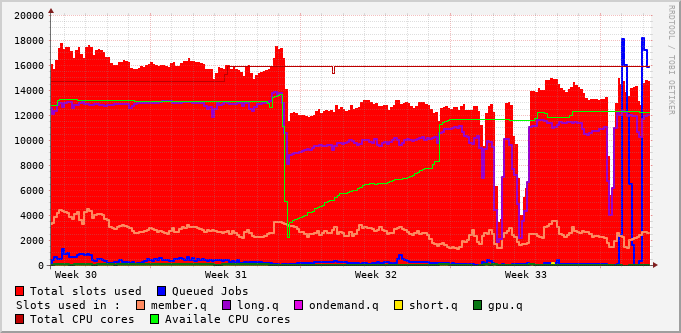 RRDTOOL / TOBI OETIKER
20000
18000
16000
14000
12000
10000
8000
6000
4000
2000
0
Week 30 Week 31 Week 32 Week 33
Total slots used Queued Jobs
Slots used in : member.q long.q ondemand.q short.q gpu.q
Total CPU cores Availale CPU cores